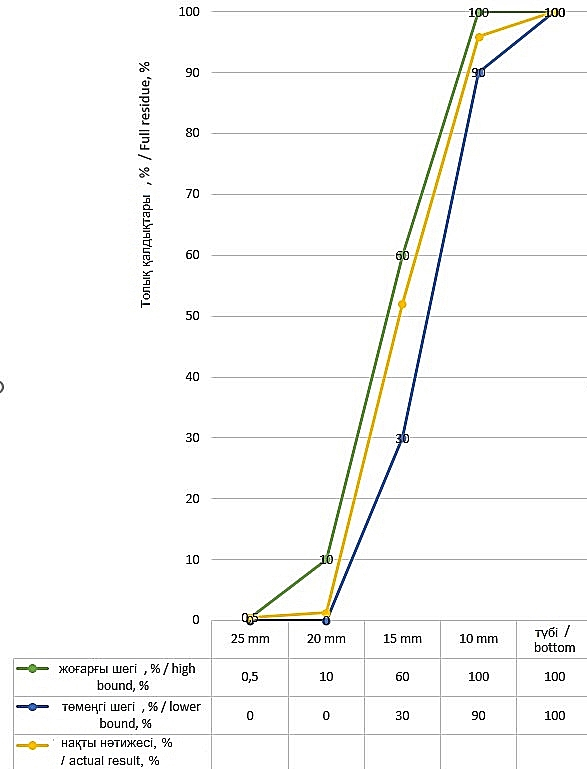 Толық қалдықтары , % / Full residue, %
100
90
80
70
60
50
40
30
20
10
0
100
100
90
60
30
10
0,5
0
0
25 mm 20 mm 15 mm 10 mm түбі / bottom
жоғарғы шегі , % / high
bound, %
0,5 10 60 100 100
төменгі шегі , % / lower
bound, %
0 0 30 90 100
нақты нәтижесі, %
/ actual result, %